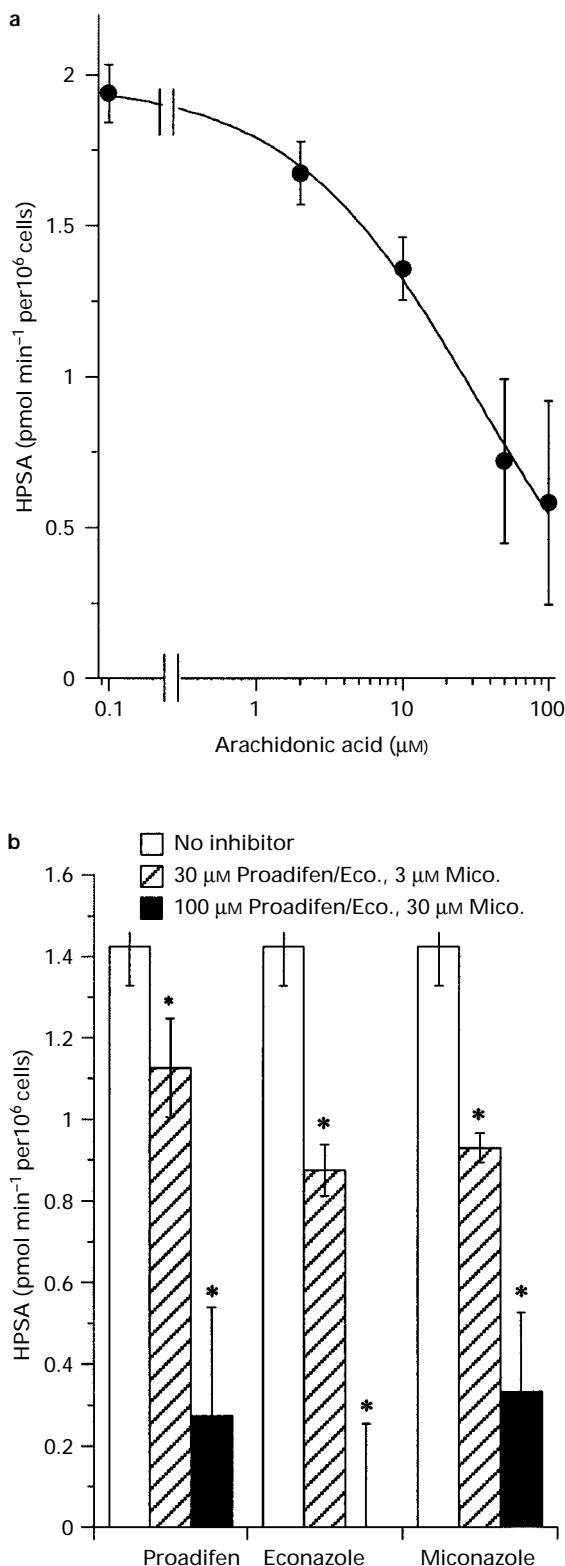 a
2
1.5
1
0.5
0
HPSA (pmol min⁻¹ per10⁶ cells)
0.1 1 10 100
Arachidonic acid (µM)
b
No inhibitor
30 µM Proadifen/Eco., 3 µM Mico.
100 µM Proadifen/Eco., 30 µM Mico.
1.6
1.4
1.2
1
0.8
0.6
0.4
0.2
0
HPSA (pmol min⁻¹ per10⁶ cells)
* * * * * *
Proadifen Econazole Miconazole